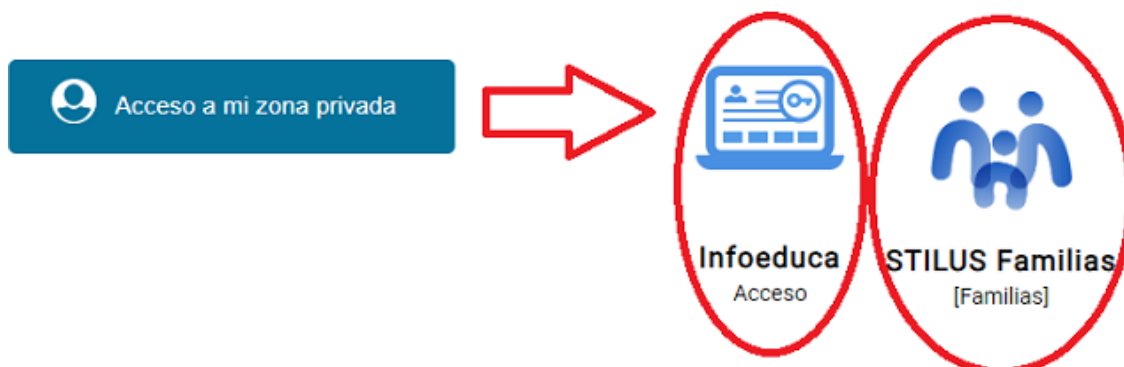 Acceso a mi zona privada
Infoeduca
Acceso
STILUS Familias
[Familias]